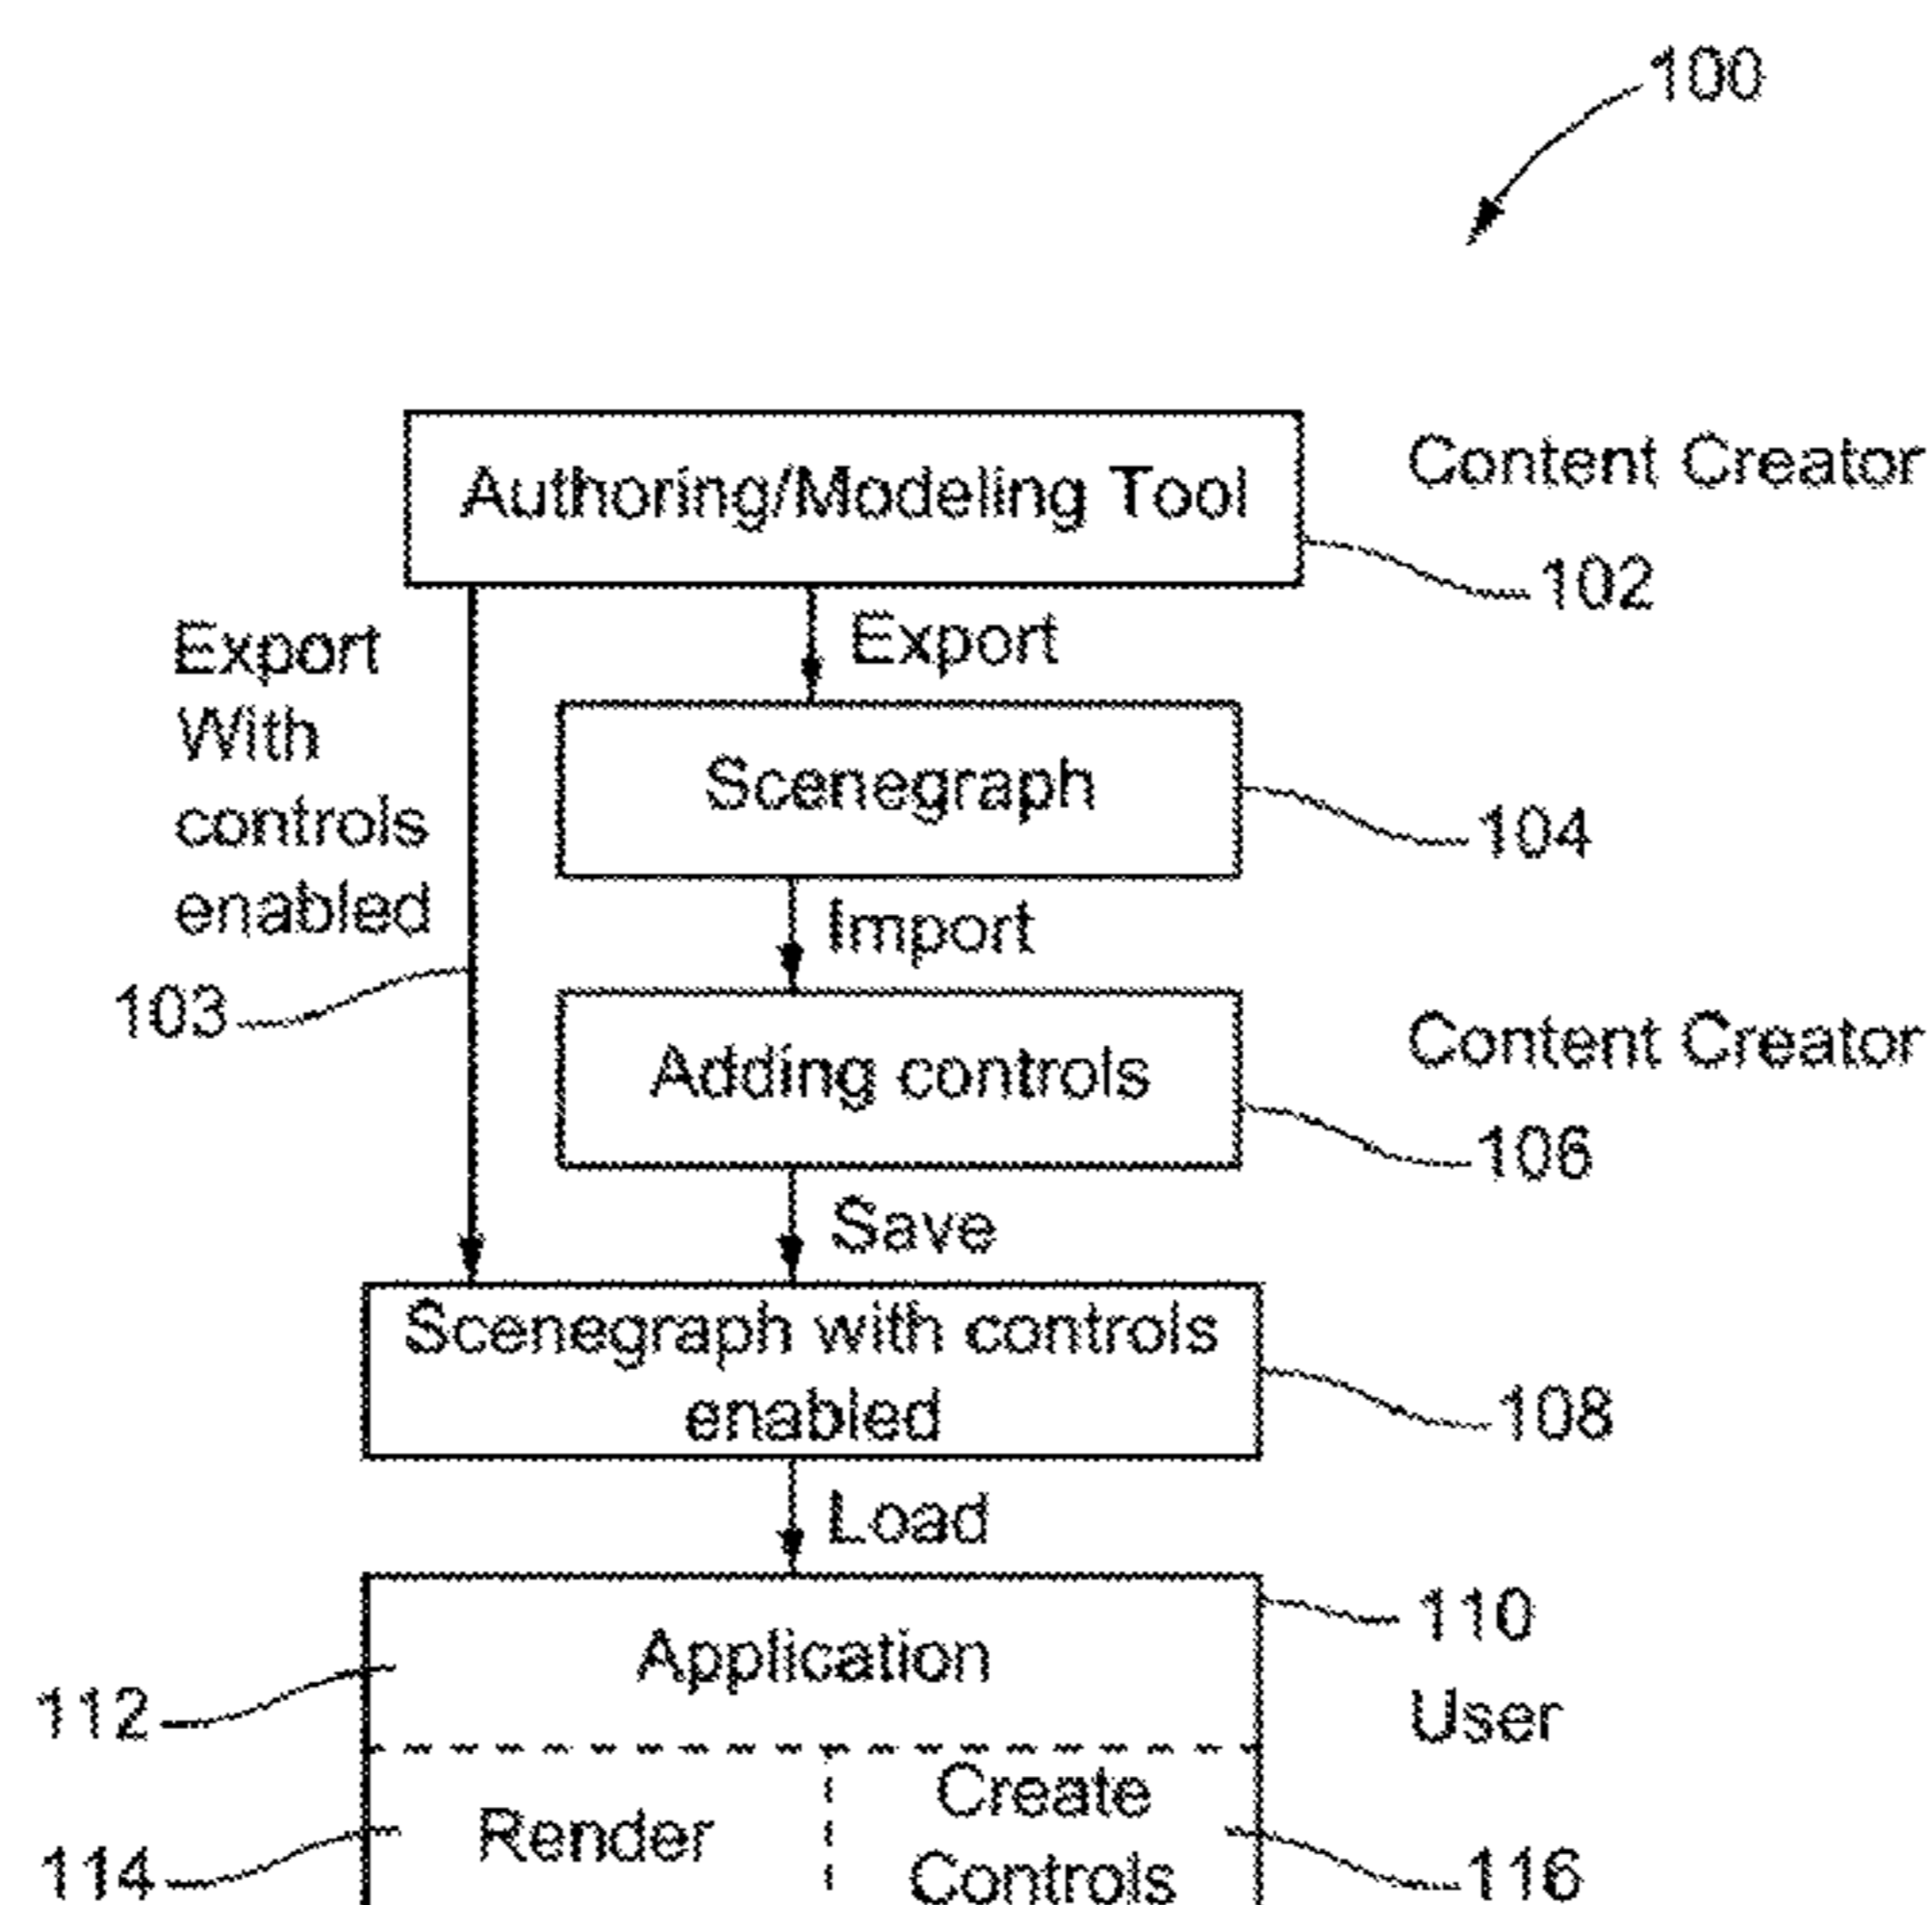 100
Authoring/Modeling Tool
Content Creator
102
Export
With
controls
enabled
Export
Scenegraph
104
Import
103
Adding controls
Content Creator
106
Save
Scenegraph with controls
enabled
108
Load
Application
110
User
112
Render
Create
Controls
114
116